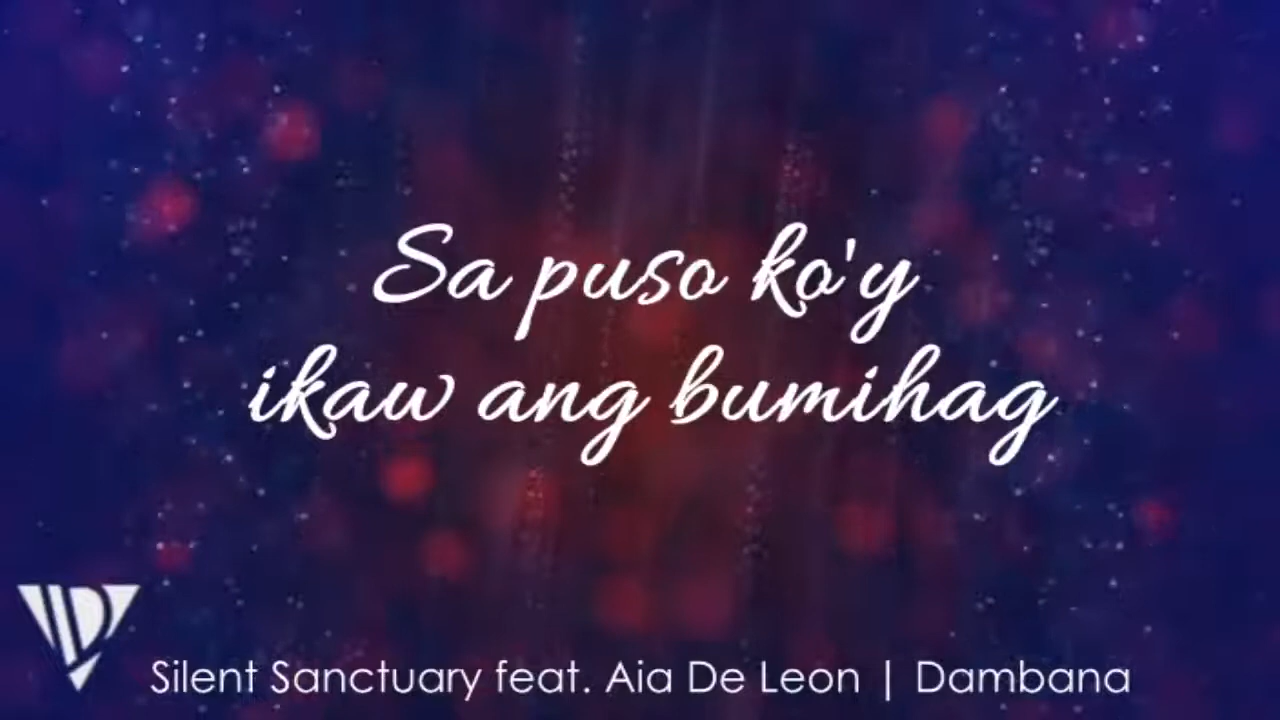 Sa puso ko'y
ikaw ang bumihag
Silent Sanctuary feat. Aia De Leon | Dambana